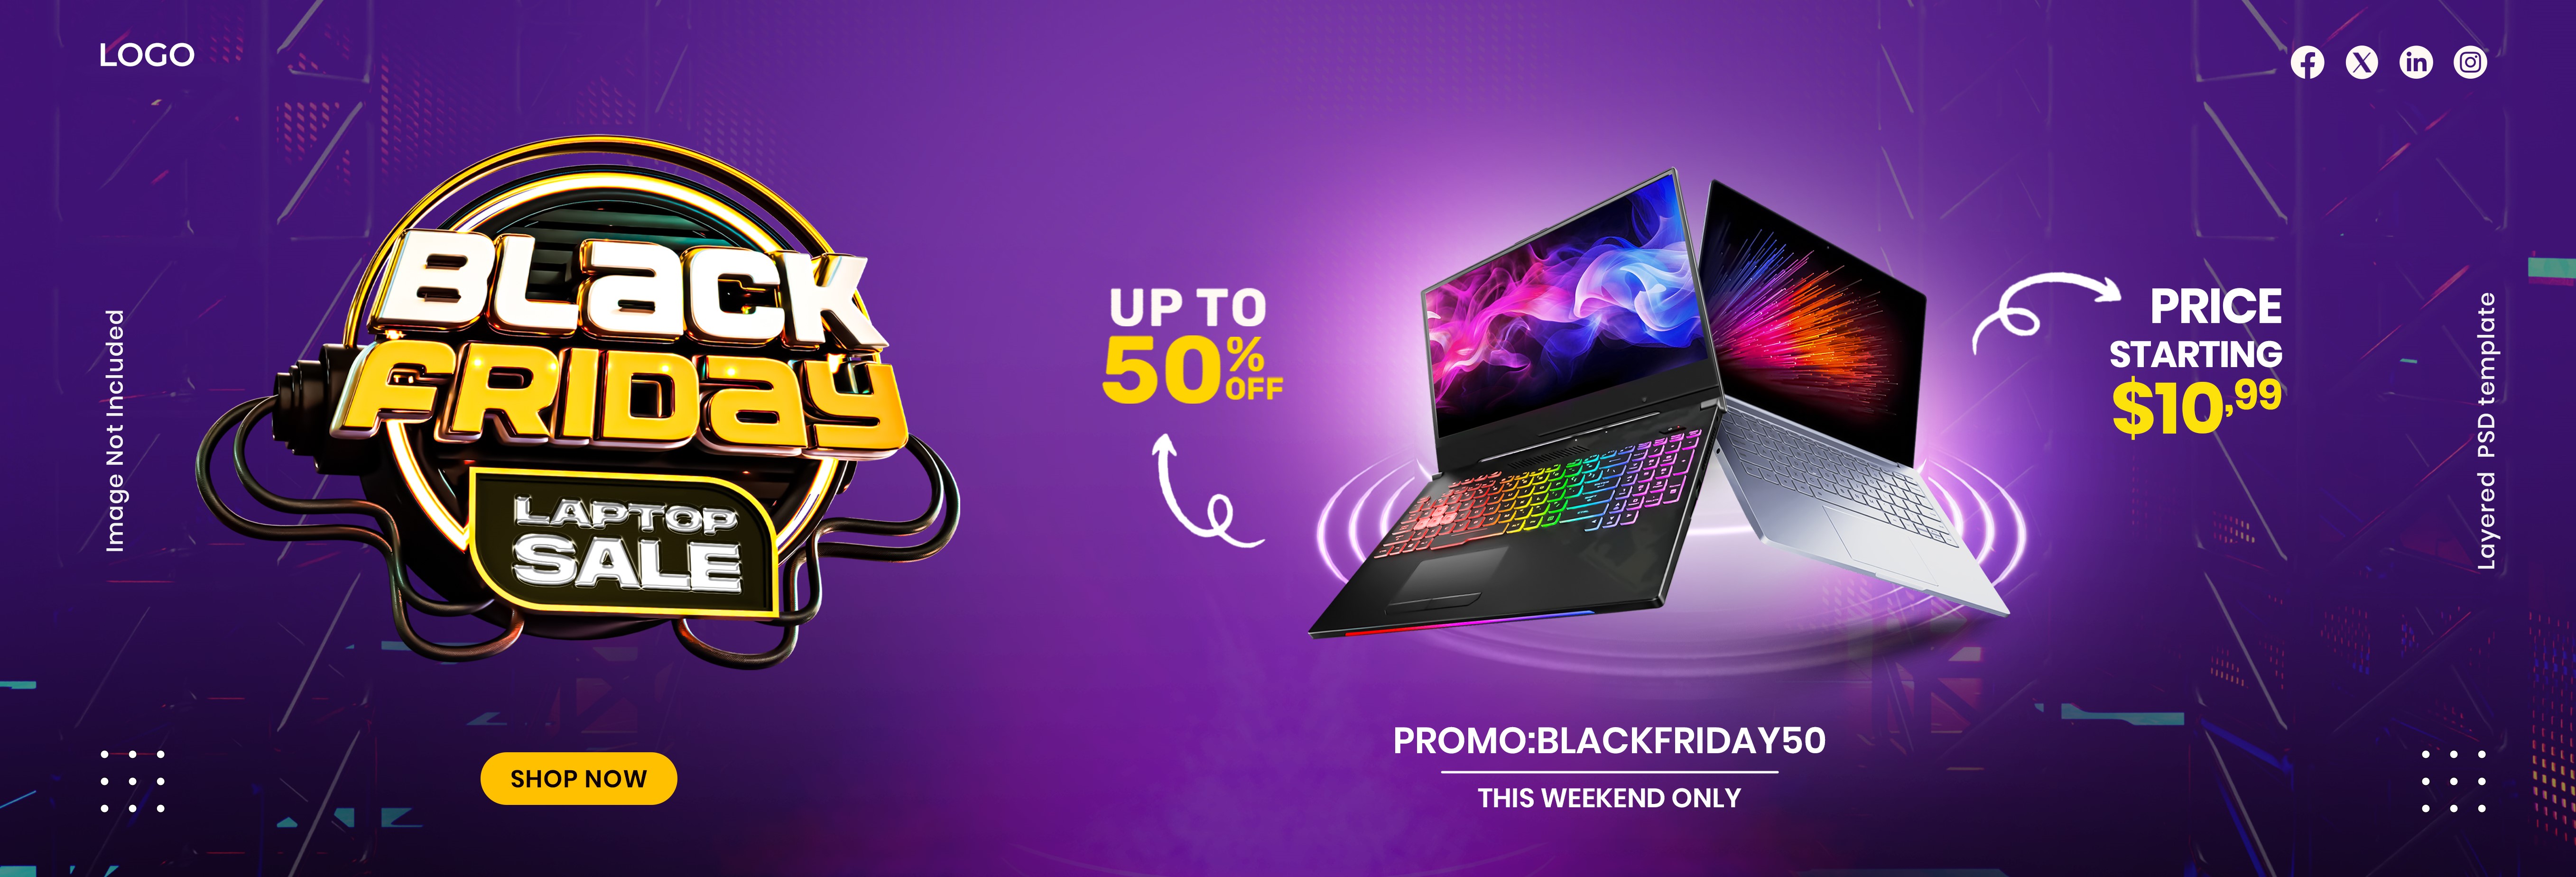 LOGO
Image Not Included
BLACK
FRIDAY
LAPTOP
SALE
SHOP NOW
UP TO
50%
OFF
PRICE
STARTING
$10,99
PROMO:BLACKFRIDAY50
THIS WEEKEND ONLY
Layered PSD template